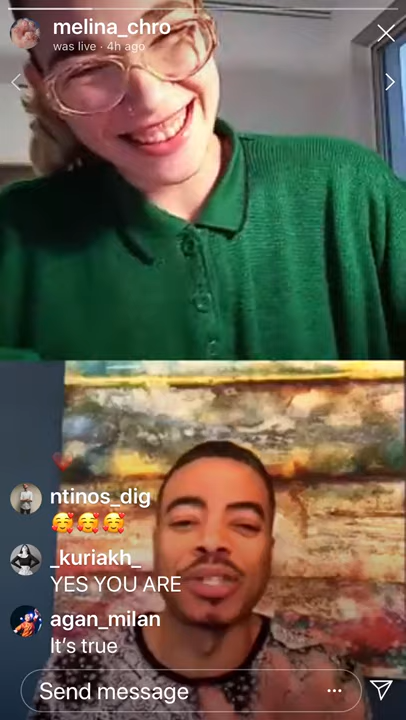 melina_chro
was live · 4h ago
ntinos_dig
🥰🥰🥰
_kuriakh_
YES YOU ARE
agan_milan
It's true
Send message